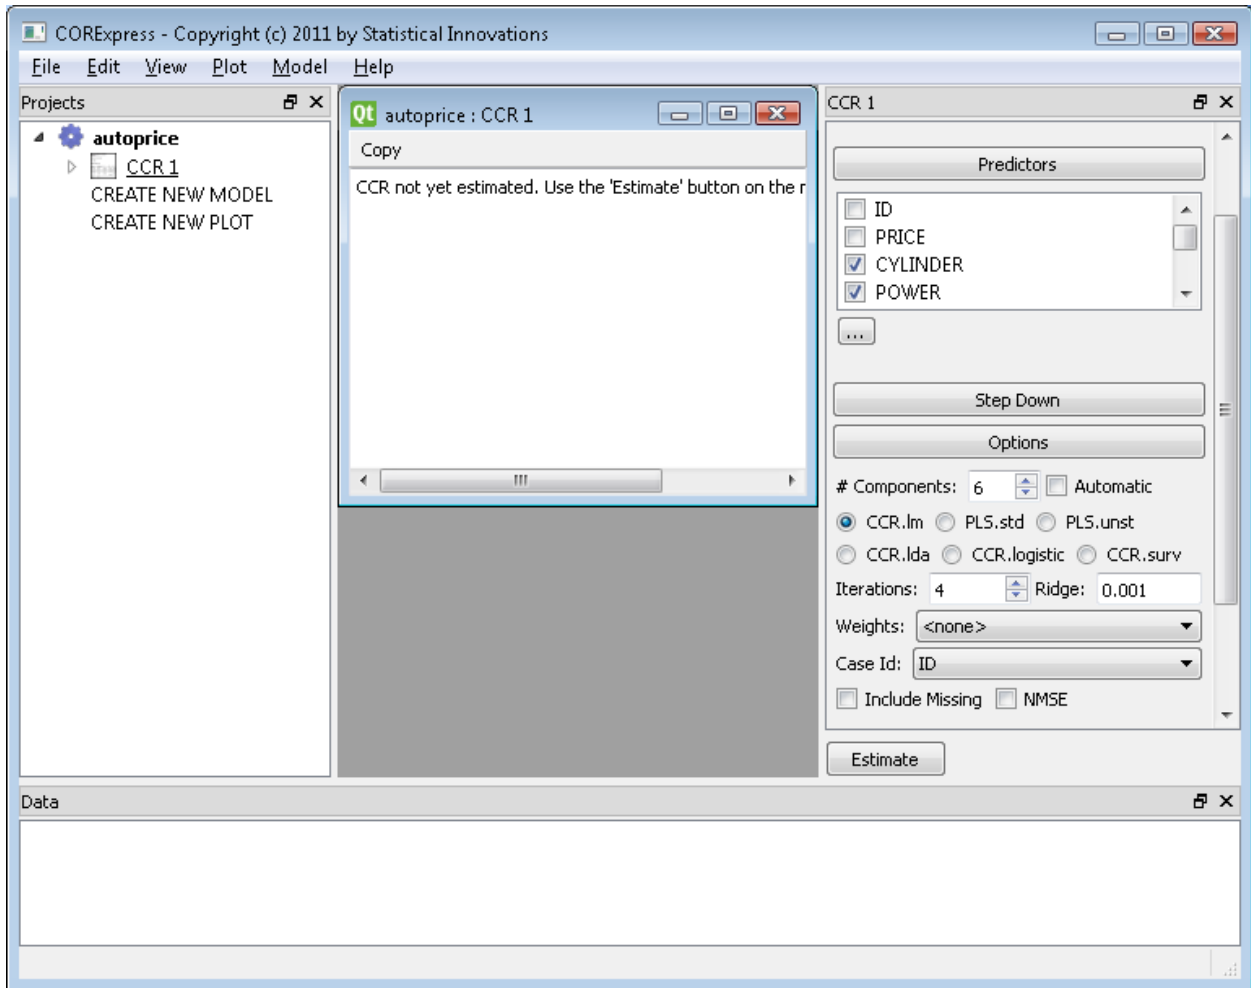 CORExpress - Copyright (c) 2011 by Statistical Innovations
File Edit View Plot Model Help
Projects
autoprice
CCR 1
CREATE NEW MODEL
CREATE NEW PLOT
Qt autoprice : CCR 1
Copy
CCR not yet estimated. Use the 'Estimate' button on the r
CCR 1
Predictors
ID
PRICE
CYLINDER
POWER
...
Step Down
Options
# Components: 6 Automatic
CCR.lm PLS.std PLS.unst
CCR.lda CCR.logistic CCR.surv
Iterations: 4 Ridge: 0.001
Weights: <none>
Case Id: ID
Include Missing NMSE
Estimate
Data